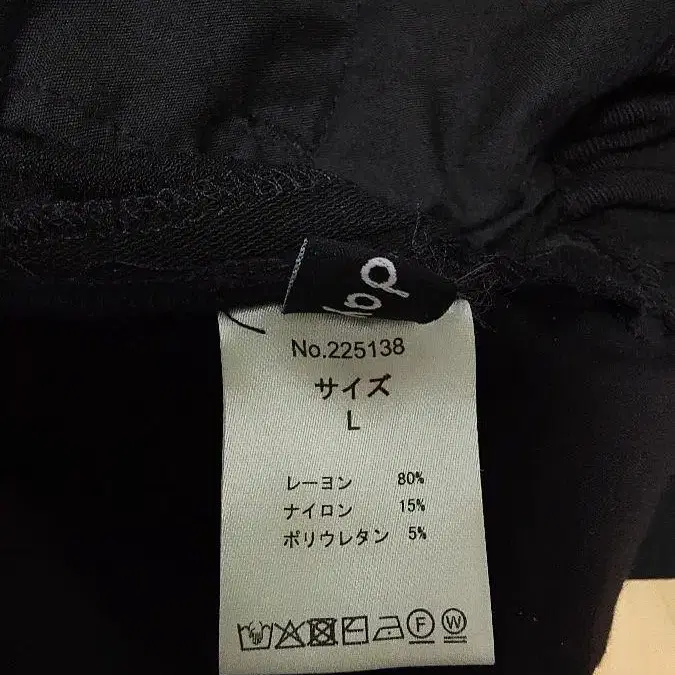 No.225138
サイズ
L
レーヨン 80%
ナイロン 15%
ポリウレタン 5%
F W